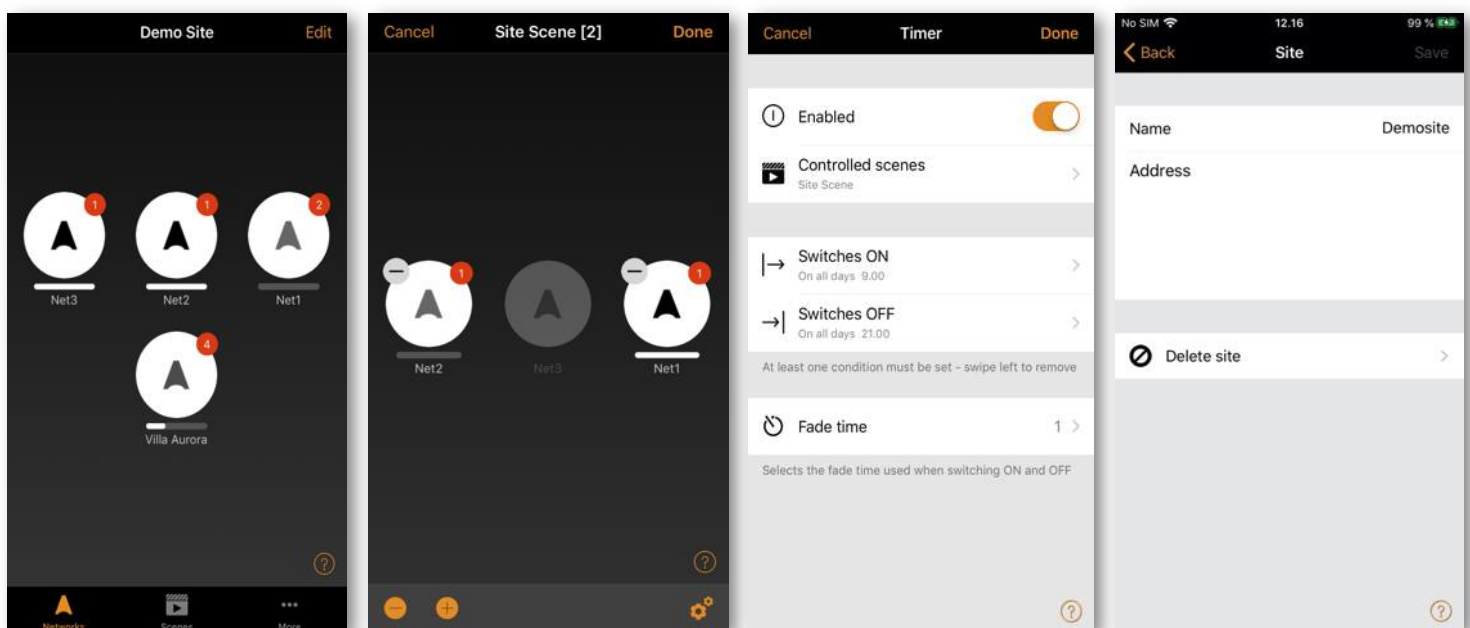 Demo Site
Edit
1
1
2
Net3
Net2
Net1
4
Villa Aurora
?
Networks
Scenes
More
Cancel
Site Scene [2]
Done
1
1
Net2
Net3
Net1
?
Cancel
Timer
Done
Enabled
Controlled scenes
Site Scene
Switches ON
On all days 9.00
Switches OFF
On all days 21.00
At least one condition must be set - swipe left to remove
Fade time
1
Selects the fade time used when switching ON and OFF
?
No SIM
12.16
99 %
Back
Site
Save
Name
Demosite
Address
Delete site
?